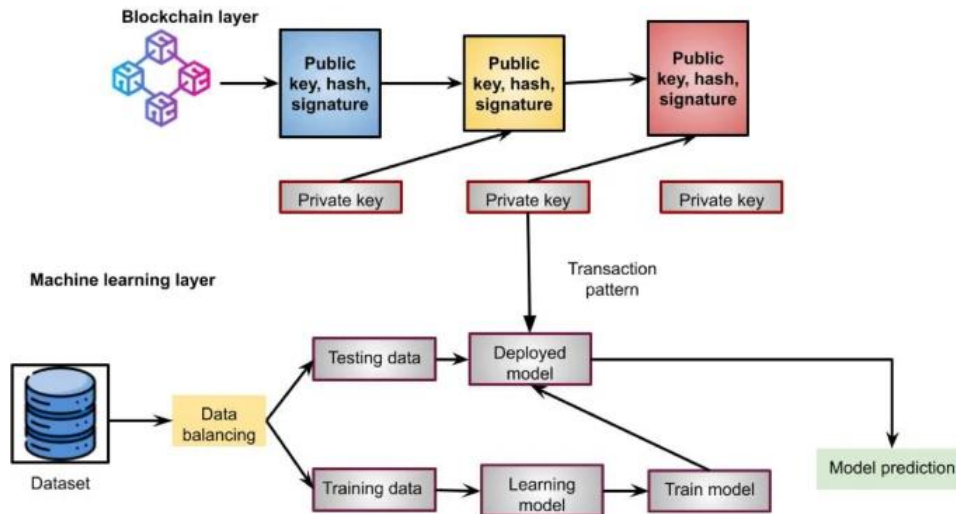 Blockchain layer
Public
key, hash,
signature
Public
key, hash,
signature
Public
key, hash,
signature
Private key
Private key
Private key
Transaction
pattern
Machine learning layer
Testing data
Deployed
model
Data
balancing
Dataset
Training data
Learning
model
Train model
Model prediction